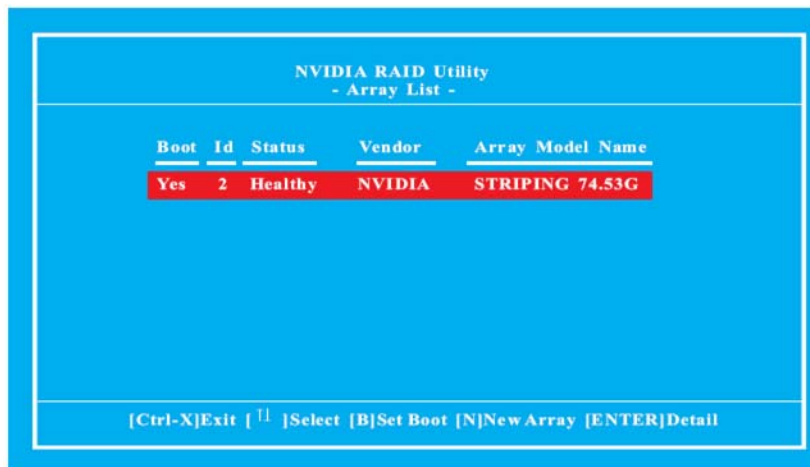 NVIDIA RAID Utility
- Array List -
Boot Id Status Vendor Array Model Name
Yes 2 Healthy NVIDIA STRIPING 74.53G
[Ctrl-X]Exit [↑↓ ]Select [B]Set Boot [N]New Array [ENTER]Detail